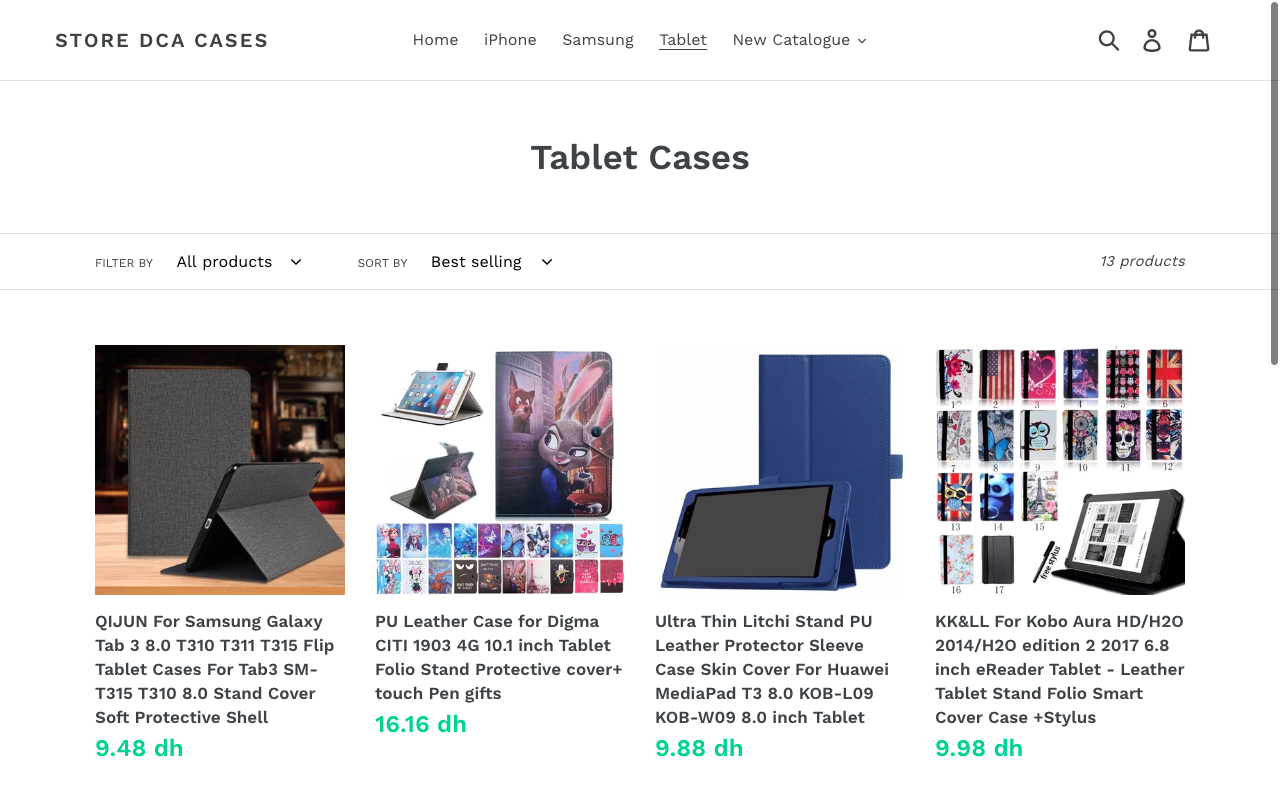 STORE DCA CASES
Home
iPhone
Samsung
Tablet
New Catalogue
Tablet Cases
FILTER BY
All products
SORT BY
Best selling
13 products
1 2 3 4 5 6
7 8 9 10 11 12
13 14 15
16 17
free stylus
QIJUN For Samsung Galaxy
Tab 3 8.0 T310 T311 T315 Flip
Tablet Cases For Tab3 SM-
T315 T310 8.0 Stand Cover
Soft Protective Shell
9.48 dh
PU Leather Case for Digma
CITI 1903 4G 10.1 inch Tablet
Folio Stand Protective cover+
touch Pen gifts
16.16 dh
Ultra Thin Litchi Stand PU
Leather Protector Sleeve
Case Skin Cover For Huawei
MediaPad T3 8.0 KOB-L09
KOB-W09 8.0 inch Tablet
9.88 dh
KK&LL For Kobo Aura HD/H2O
2014/H2O edition 2 2017 6.8
inch eReader Tablet - Leather
Tablet Stand Folio Smart
Cover Case +Stylus
9.98 dh